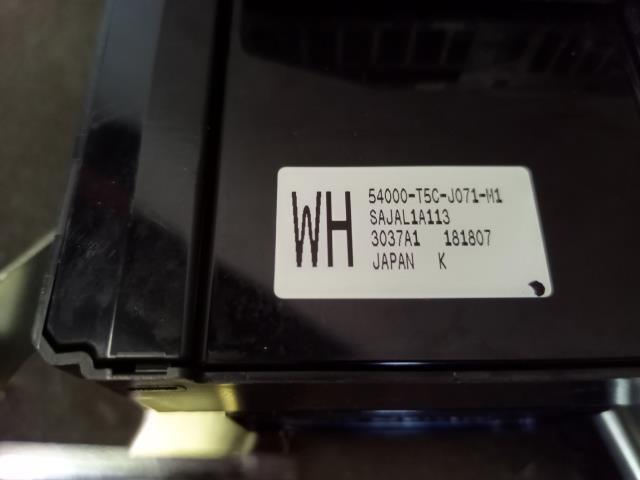 WH
54000-T5C-J071-M1
SAJAL1A113
3037A1 181807
JAPAN K